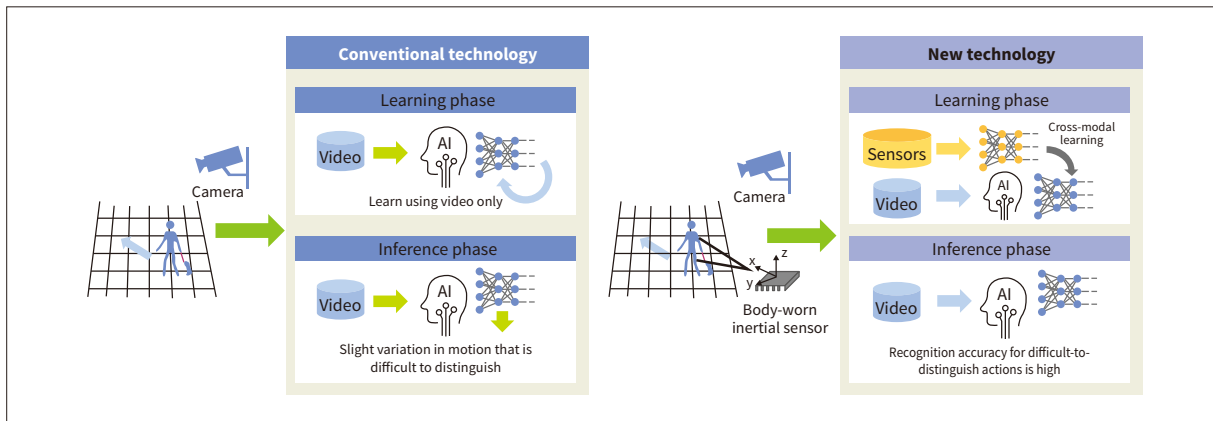 Conventional technology
Learning phase
Video
AI
Learn using video only
Camera
Inference phase
Video
AI
Slight variation in motion that is
difficult to distinguish
New technology
Learning phase
Sensors
Cross-modal
learning
Video
AI
Camera
x
y
z
Body-worn
inertial sensor
Inference phase
Video
AI
Recognition accuracy for difficult-to-
distinguish actions is high